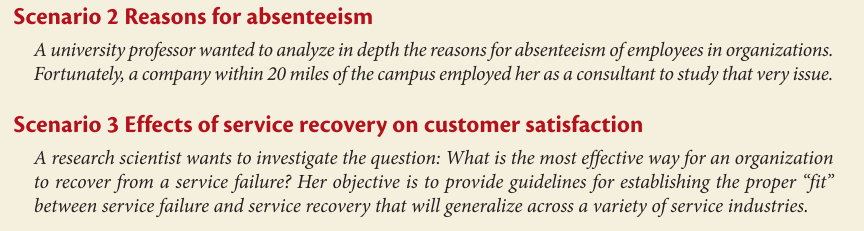 Scenario 2 Reasons for absenteeism
A university professor wanted to analyze in depth the reasons for absenteeism of employees in organizations.
Fortunately, a company within 20 miles of the campus employed her as a consultant to study that very issue.
Scenario 3 Effects of service recovery on customer satisfaction
A research scientist wants to investigate the question: What is the most effective way for an organization
to recover from a service failure? Her objective is to provide guidelines for establishing the proper “fit”
between service failure and service recovery that will generalize across a variety of service industries.